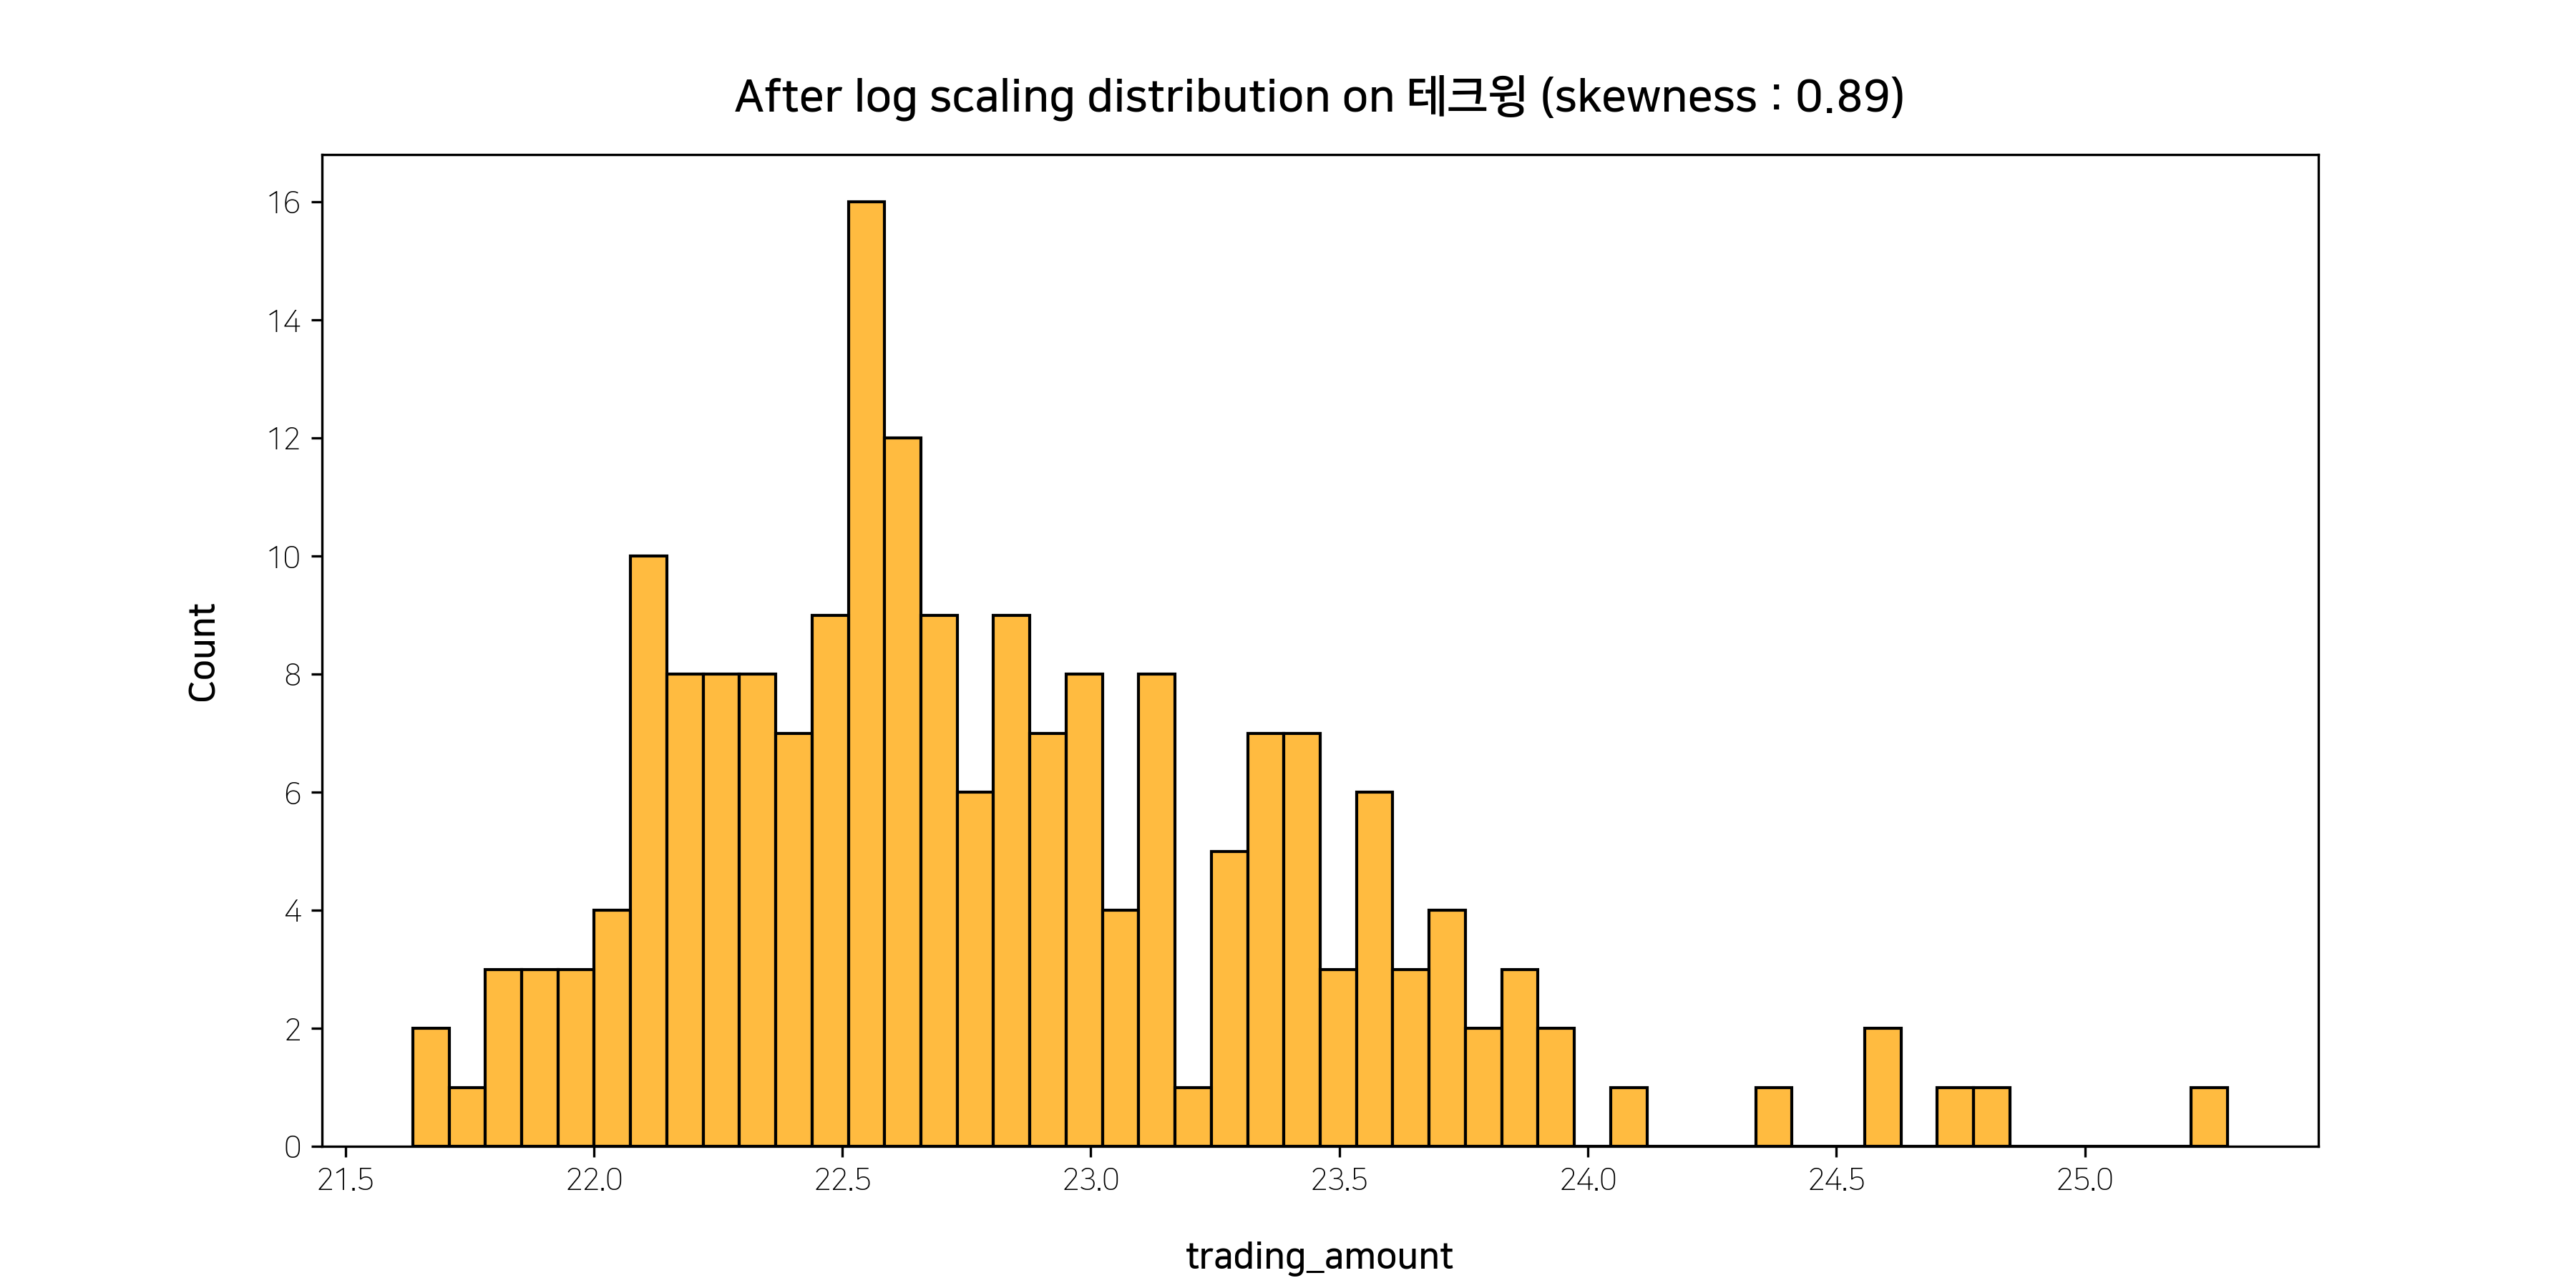 After log scaling distribution on 테크윙 (skewness : 0.89)
16
14
12
10
8
6
4
2
0
Count
21.5 22.0 22.5 23.0 23.5 24.0 24.5 25.0
trading_amount